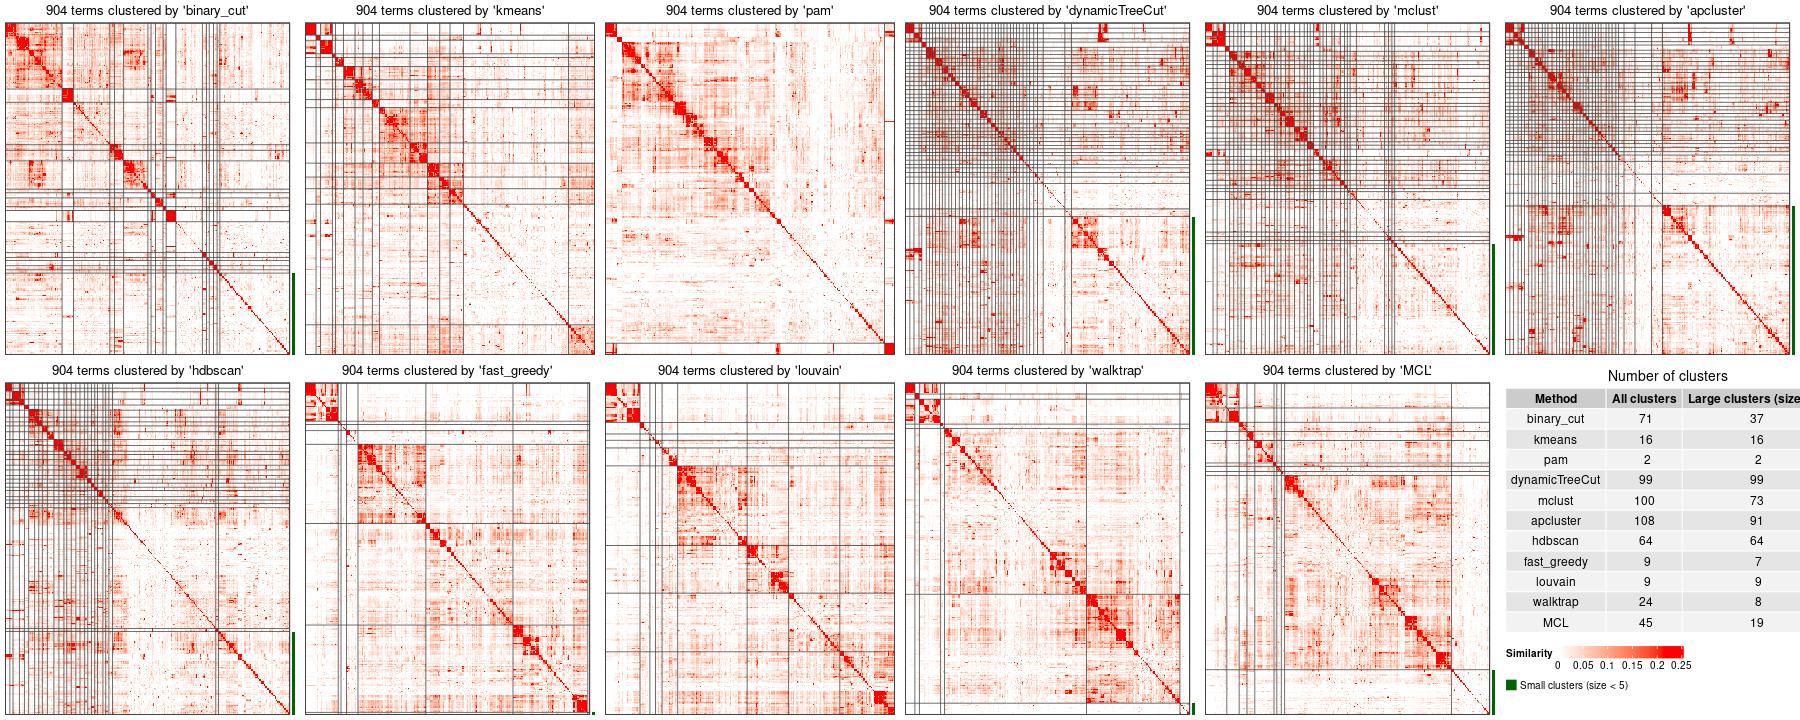 904 terms clustered by 'binary_cut'
904 terms clustered by 'kmeans'
904 terms clustered by 'pam'
904 terms clustered by 'dynamicTreeCut'
904 terms clustered by 'mclust'
904 terms clustered by 'apcluster'
904 terms clustered by 'hdbscan'
904 terms clustered by 'fast_greedy'
904 terms clustered by 'louvain'
904 terms clustered by 'walktrap'
904 terms clustered by 'MCL'
Number of clusters
Method All clusters Large clusters (size
binary_cut 71 37
kmeans 16 16
pam 2 2
dynamicTreeCut 99 99
mclust 100 73
apcluster 108 91
hdbscan 64 64
fast_greedy 9 7
louvain 9 9
walktrap 24 8
MCL 45 19
Similarity
0 0.05 0.1 0.15 0.2 0.25
Small clusters (size < 5)